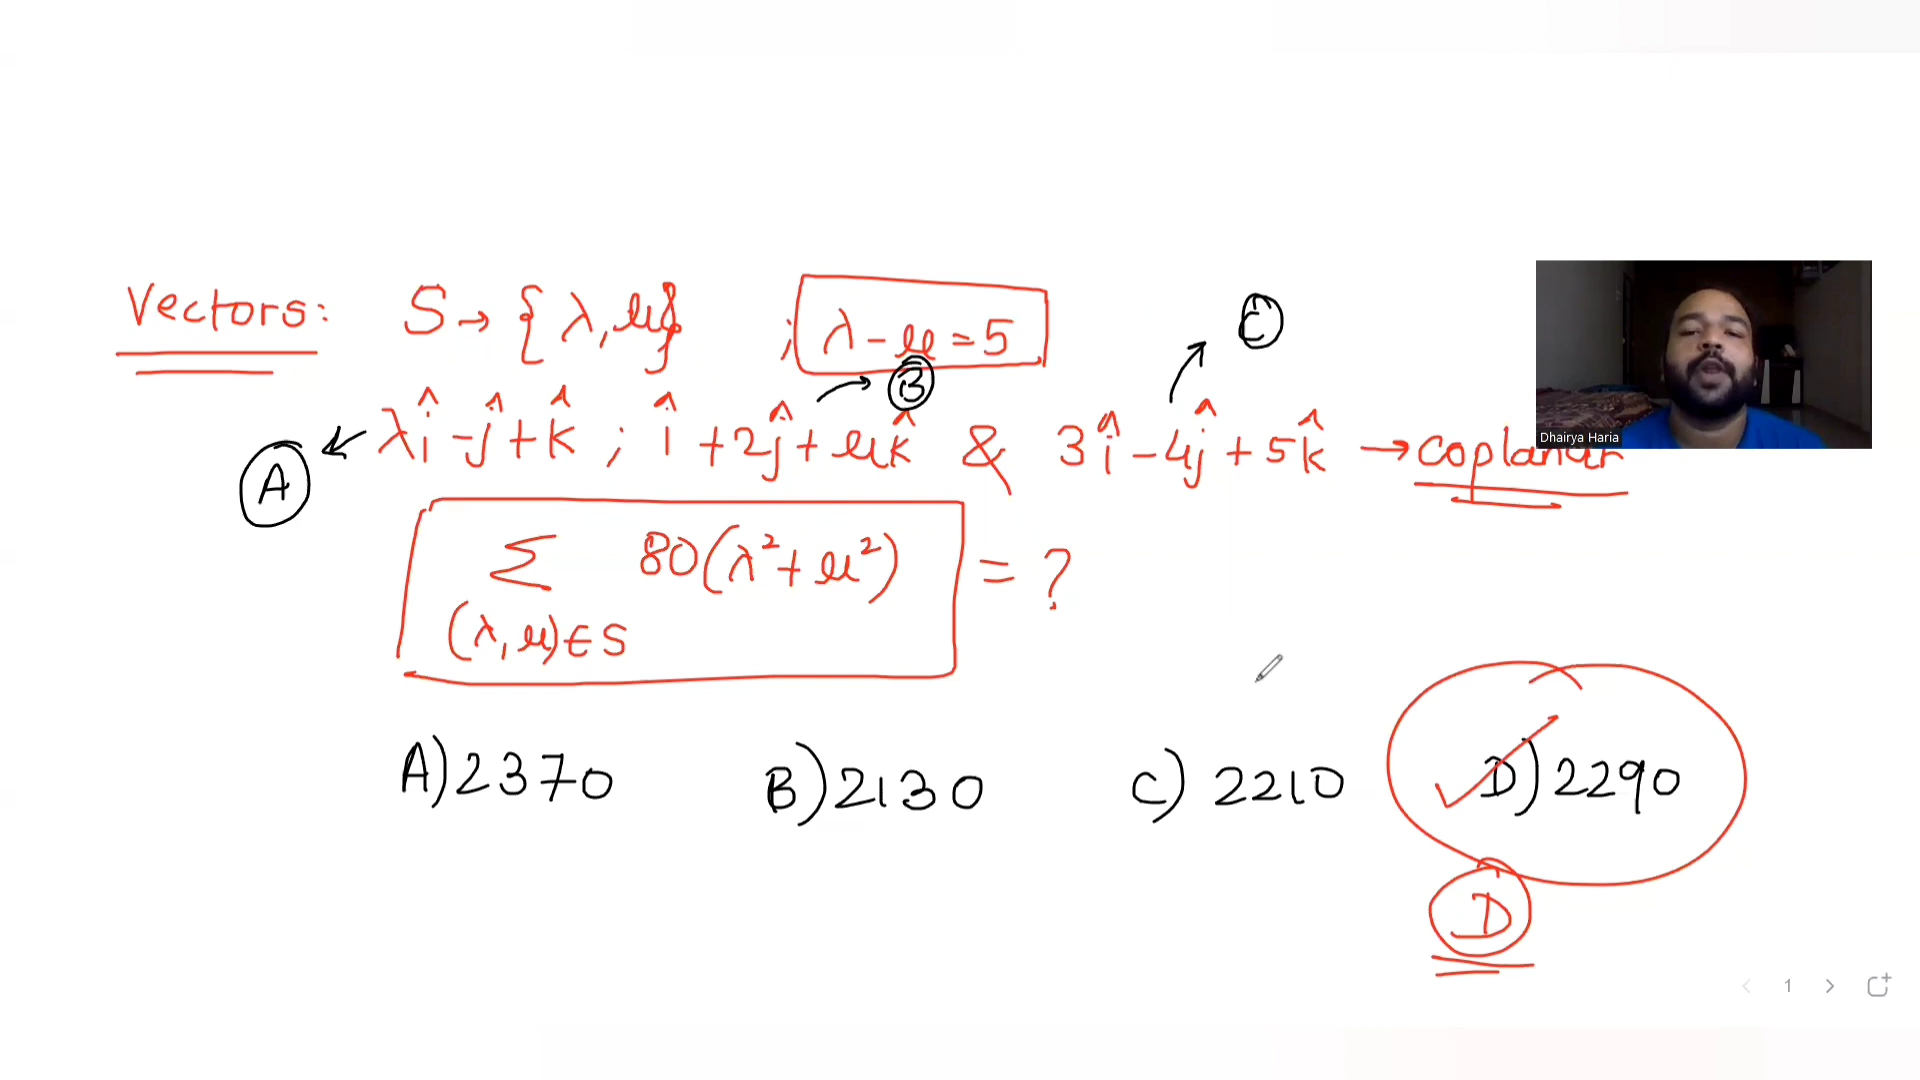 Vectors: S → {λ, μ} ; λ - μ = 5
C
B
λî - ĵ + k̂ ; î + 2ĵ + μk̂ & 3î - 4ĵ + 5k̂ → coplanar
A
Dhairya Haria
Σ 80(λ² + μ²) = ?
(λ, μ) ∈ S
A) 2370 B) 2130 C) 2210 D) 2290
D
1